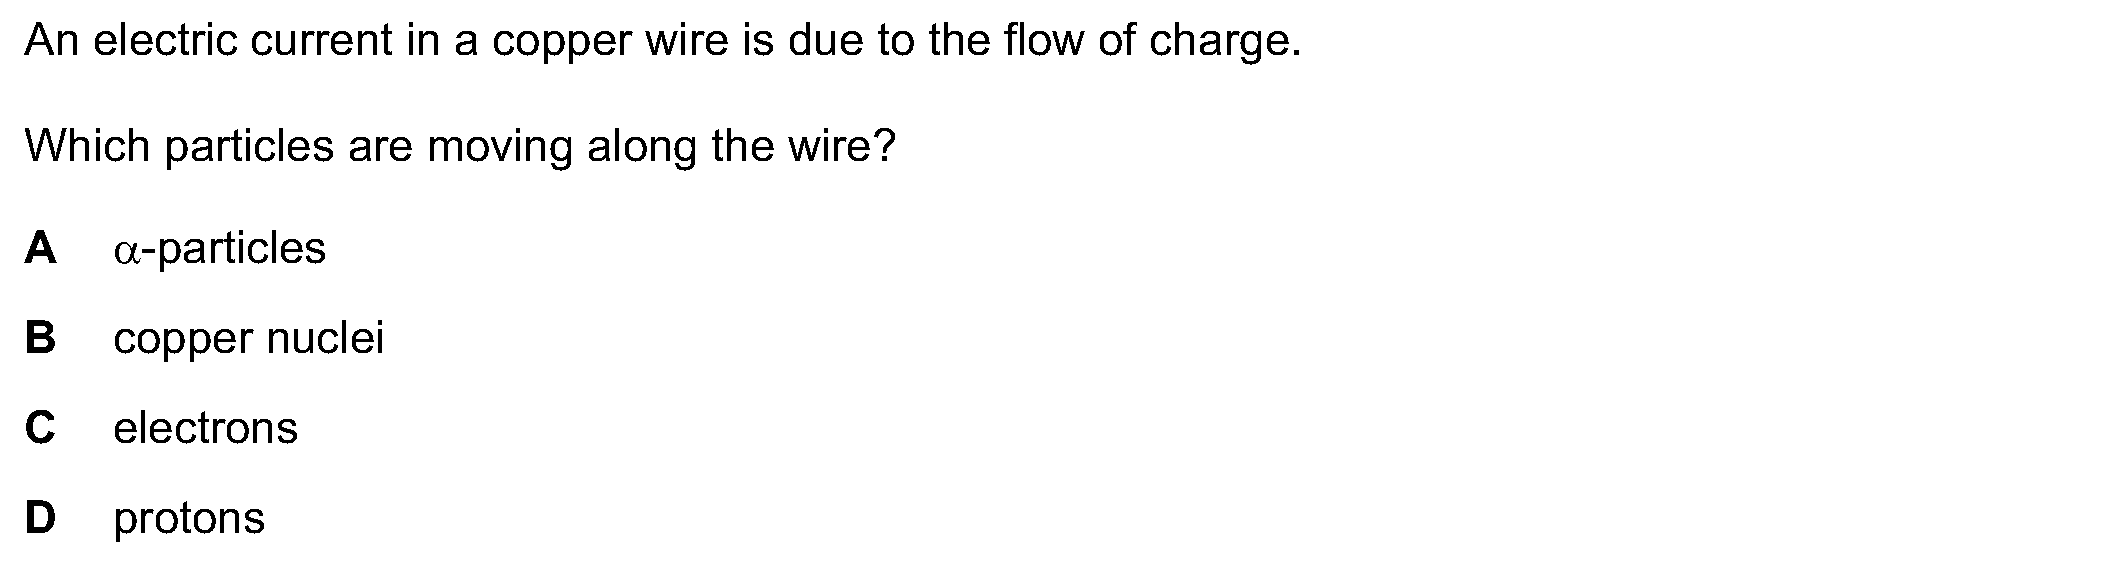 An electric current in a copper wire is due to the flow of charge.
Which particles are moving along the wire?
A α-particles
B copper nuclei
C electrons
D protons